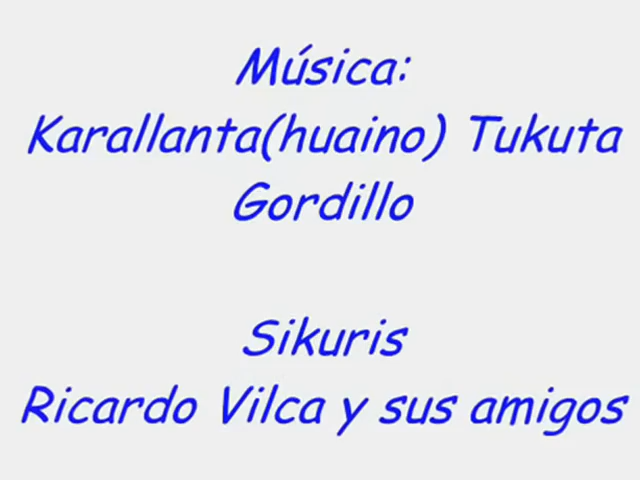 Música:
Karallanta(huaino) Tukuta
Gordillo
Sikuris
Ricardo Vilca y sus amigos